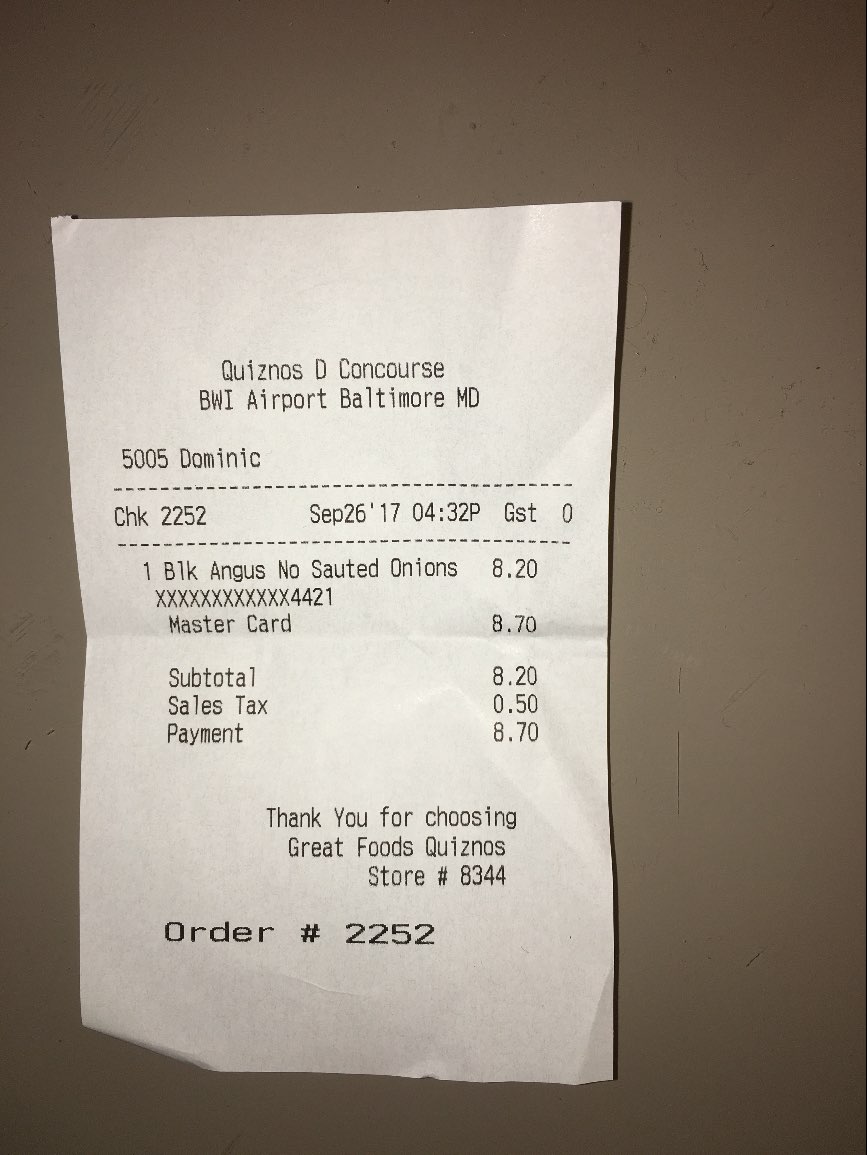 Quiznos D Concourse
BWI Airport Baltimore MD
5005 Dominic
--------------------------------------------------
Chk 2252 Sep26'17 04:32P Gst 0
--------------------------------------------------
1 Blk Angus No Sauted Onions 8.20
XXXXXXXXXXXX4421
Master Card 8.70
Subtotal 8.20
Sales Tax 0.50
Payment 8.70
Thank You for choosing
Great Foods Quiznos
Store # 8344
Order # 2252